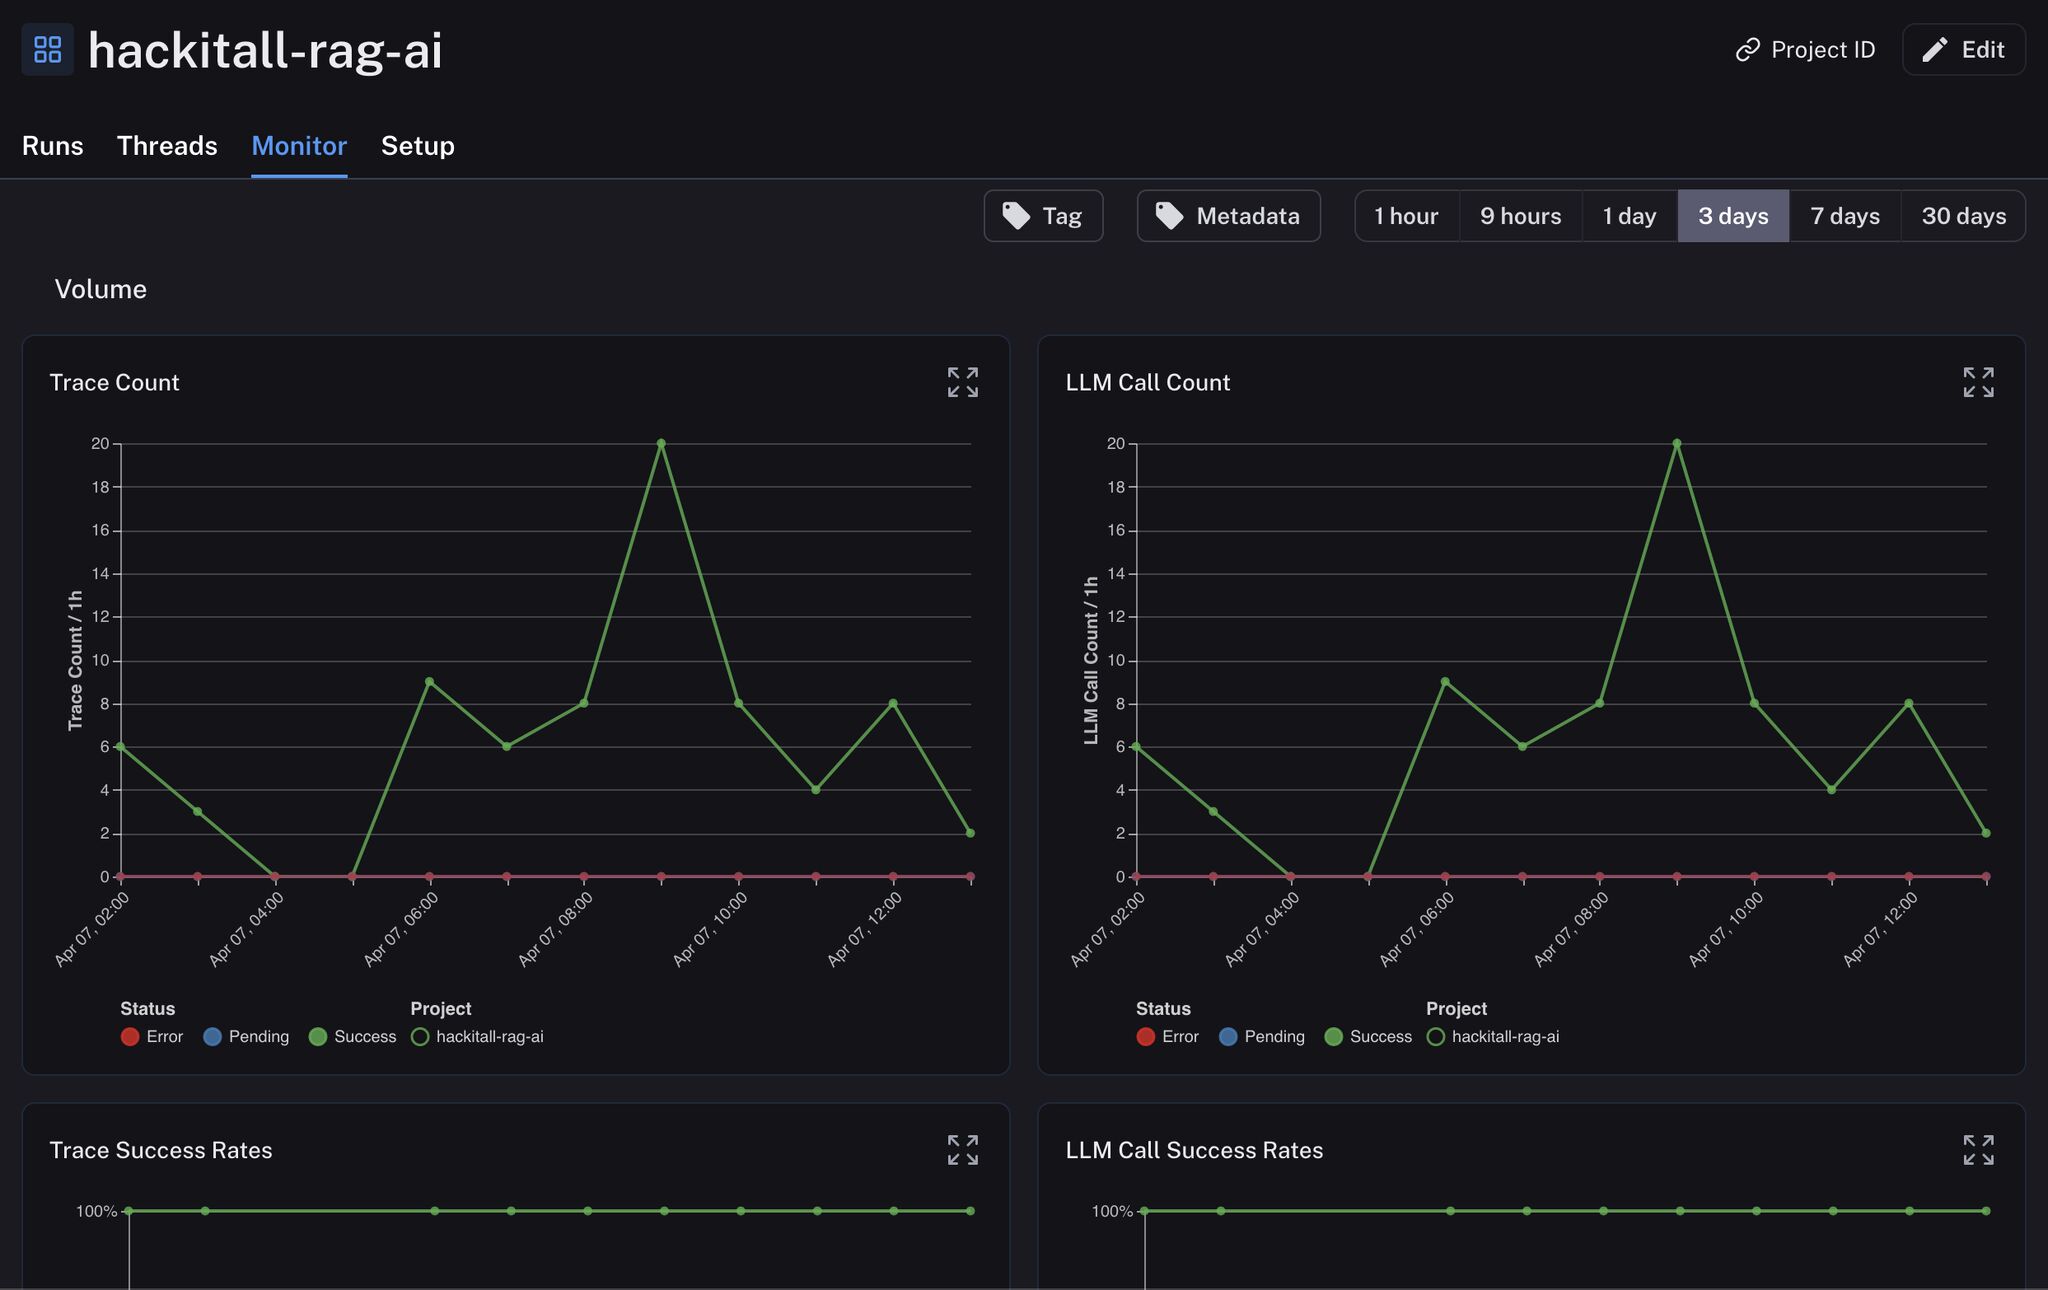 hackitall-rag-ai
Project ID
Edit
Runs Threads Monitor Setup
Tag Metadata 1 hour 9 hours 1 day 3 days 7 days 30 days
Volume
Trace Count
20
18
16
14
12
10
8
6
4
2
0
Trace Count / 1h
Apr 07, 02:00
Apr 07, 04:00
Apr 07, 06:00
Apr 07, 08:00
Apr 07, 10:00
Apr 07, 12:00
Status Project
Error Pending Success hackitall-rag-ai
LLM Call Count
20
18
16
14
12
10
8
6
4
2
0
LLM Call Count / 1h
Apr 07, 02:00
Apr 07, 04:00
Apr 07, 06:00
Apr 07, 08:00
Apr 07, 10:00
Apr 07, 12:00
Status Project
Error Pending Success hackitall-rag-ai
Trace Success Rates
100%
LLM Call Success Rates
100%